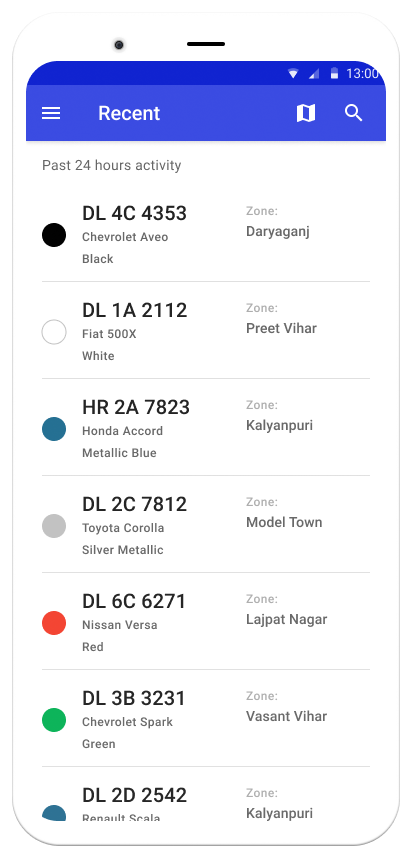 13:00
Recent
Past 24 hours activity
DL 4C 4353
Chevrolet Aveo
Black
Zone:
Daryaganj
DL 1A 2112
Fiat 500X
White
Zone:
Preet Vihar
HR 2A 7823
Honda Accord
Metallic Blue
Zone:
Kalyanpuri
DL 2C 7812
Toyota Corolla
Silver Metallic
Zone:
Model Town
DL 6C 6271
Nissan Versa
Red
Zone:
Lajpat Nagar
DL 3B 3231
Chevrolet Spark
Green
Zone:
Vasant Vihar
DL 2D 2542
Renault Scala
Zone:
Kalyanpuri